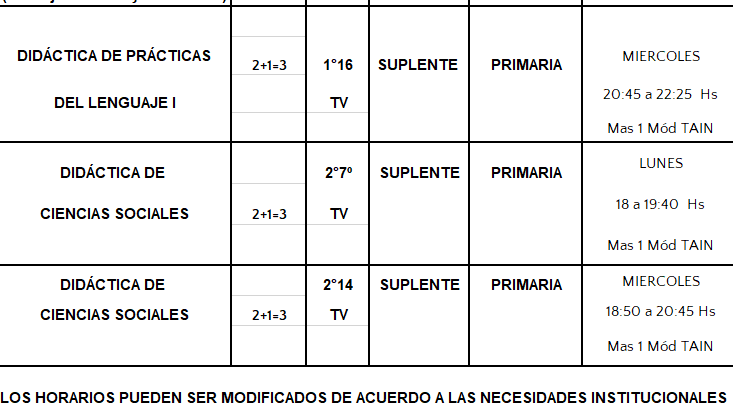 DIDÁCTICA DE PRÁCTICAS
DEL LENGUAJE I
2+1=3
1°16
TV
SUPLENTE
PRIMARIA
MIERCOLES
20:45 a 22:25 Hs
Mas 1 Mód TAIN
DIDÁCTICA DE
CIENCIAS SOCIALES
2+1=3
2°7º
TV
SUPLENTE
PRIMARIA
LUNES
18 a 19:40 Hs
Mas 1 Mód TAIN
DIDÁCTICA DE
CIENCIAS SOCIALES
2+1=3
2°14
TV
SUPLENTE
PRIMARIA
MIERCOLES
18:50 a 20:45 Hs
Mas 1 Mód TAIN
LOS HORARIOS PUEDEN SER MODIFICADOS DE ACUERDO A LAS NECESIDADES INSTITUCIONALES